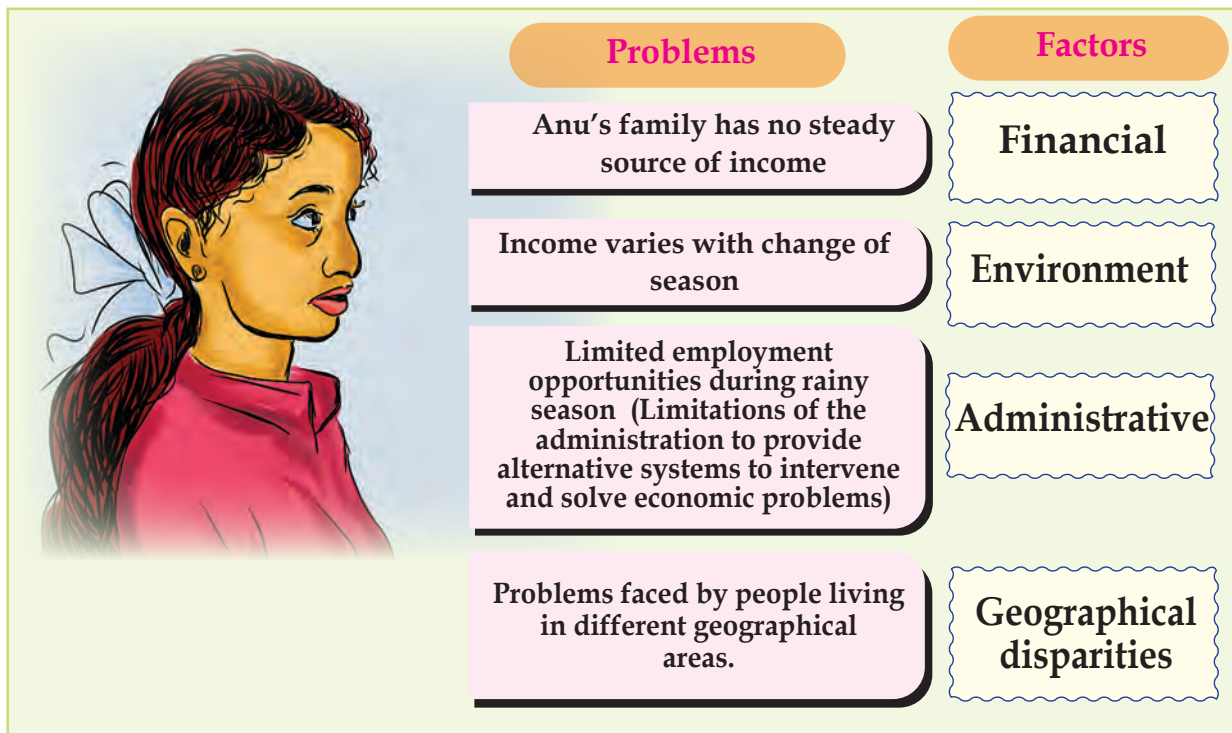 Problems
Factors
Anu's family has no steady
source of income
Financial
Income varies with change of
season
Environment
Limited employment
opportunities during rainy
season (Limitations of the
administration to provide
alternative systems to intervene
and solve economic problems)
Administrative
Problems faced by people living
in different geographical
areas.
Geographical
disparities